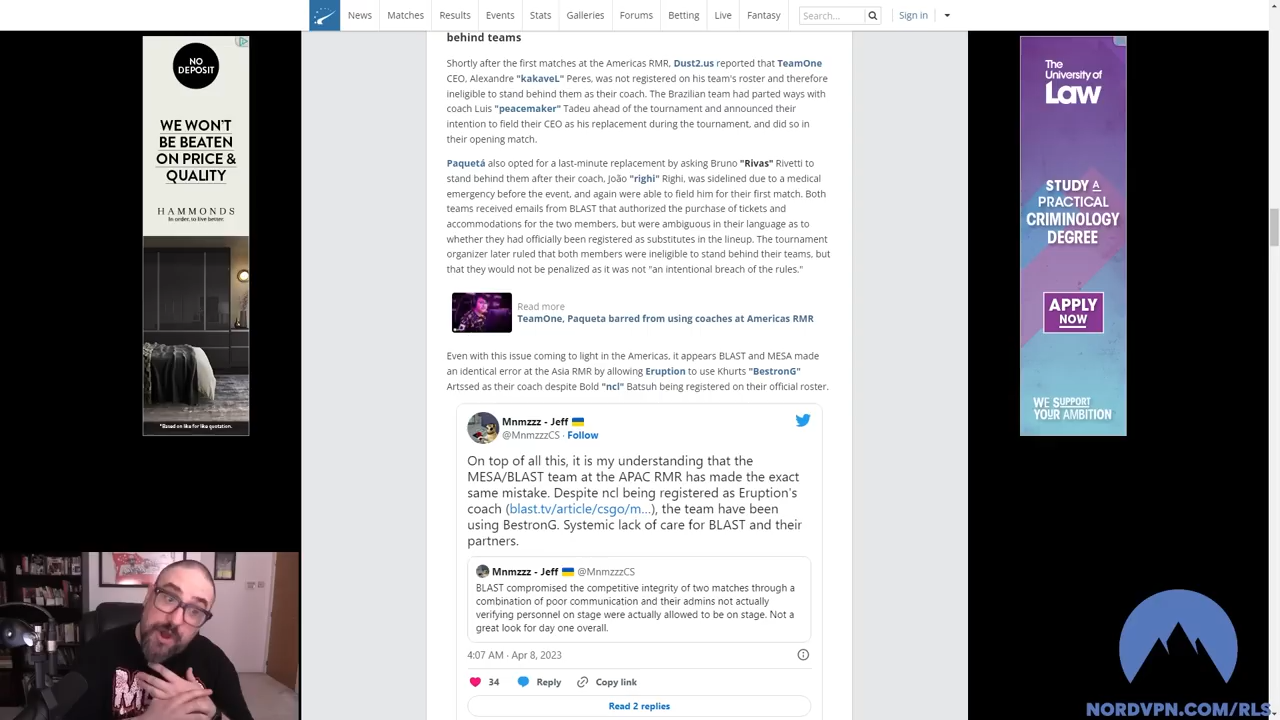 News Matches Results Events Stats Galleries Forums Betting Live Fantasy Search... Sign in
NO
DEPOSIT
WE WON'T
BE BEATEN
ON PRICE &
QUALITY
HAMMONDS
In order, to live better.
*Based on like for like quotation.
behind teams
Shortly after the first matches at the Americas RMR, Dust2.us reported that TeamOne
CEO, Alexandre "kakaveL" Peres, was not registered on his team's roster and therefore
ineligible to stand behind them as their coach. The Brazilian team had parted ways with
coach Luis "peacemaker" Tadeu ahead of the tournament and announced their
intention to field their CEO as his replacement during the tournament, and did so in
their opening match.
Paquetá also opted for a last-minute replacement by asking Bruno "Rivas" Rivetti to
stand behind them after their coach, João "righi" Righi, was sidelined due to a medical
emergency before the event, and again were able to field him for their first match. Both
teams received emails from BLAST that authorized the purchase of tickets and
accommodations for the two members, but were ambiguous in their language as to
whether they had officially been registered as substitutes in the lineup. The tournament
organizer later ruled that both members were ineligible to stand behind their teams, but
that they would not be penalized as it was not "an intentional breach of the rules."
Read more
TeamOne, Paqueta barred from using coaches at Americas RMR
Even with this issue coming to light in the Americas, it appears BLAST and MESA made
an identical error at the Asia RMR by allowing Eruption to use Khurts "BestronG"
Artssed as their coach despite Bold "ncl" Batsuh being registered on their official roster.
Mnmzzz - Jeff
@MnmzzzCS · Follow
On top of all this, it is my understanding that the
MESA/BLAST team at the APAC RMR has made the exact
same mistake. Despite ncl being registered as Eruption's
coach (blast.tv/article/csgo/m...), the team have been
using BestronG. Systemic lack of care for BLAST and their
partners.
Mnmzzz - Jeff @MnmzzzCS
BLAST compromised the competitive integrity of two matches through a
combination of poor communication and their admins not actually
verifying personnel on stage were actually allowed to be on stage. Not a
great look for day one overall.
4:07 AM · Apr 8, 2023
34 Reply Copy link
Read 2 replies
The
University of
Law
STUDY A
PRACTICAL
CRIMINOLOGY
DEGREE
APPLY
NOW
WE SUPPORT
YOUR AMBITION
NORDVPN.COM/RLS